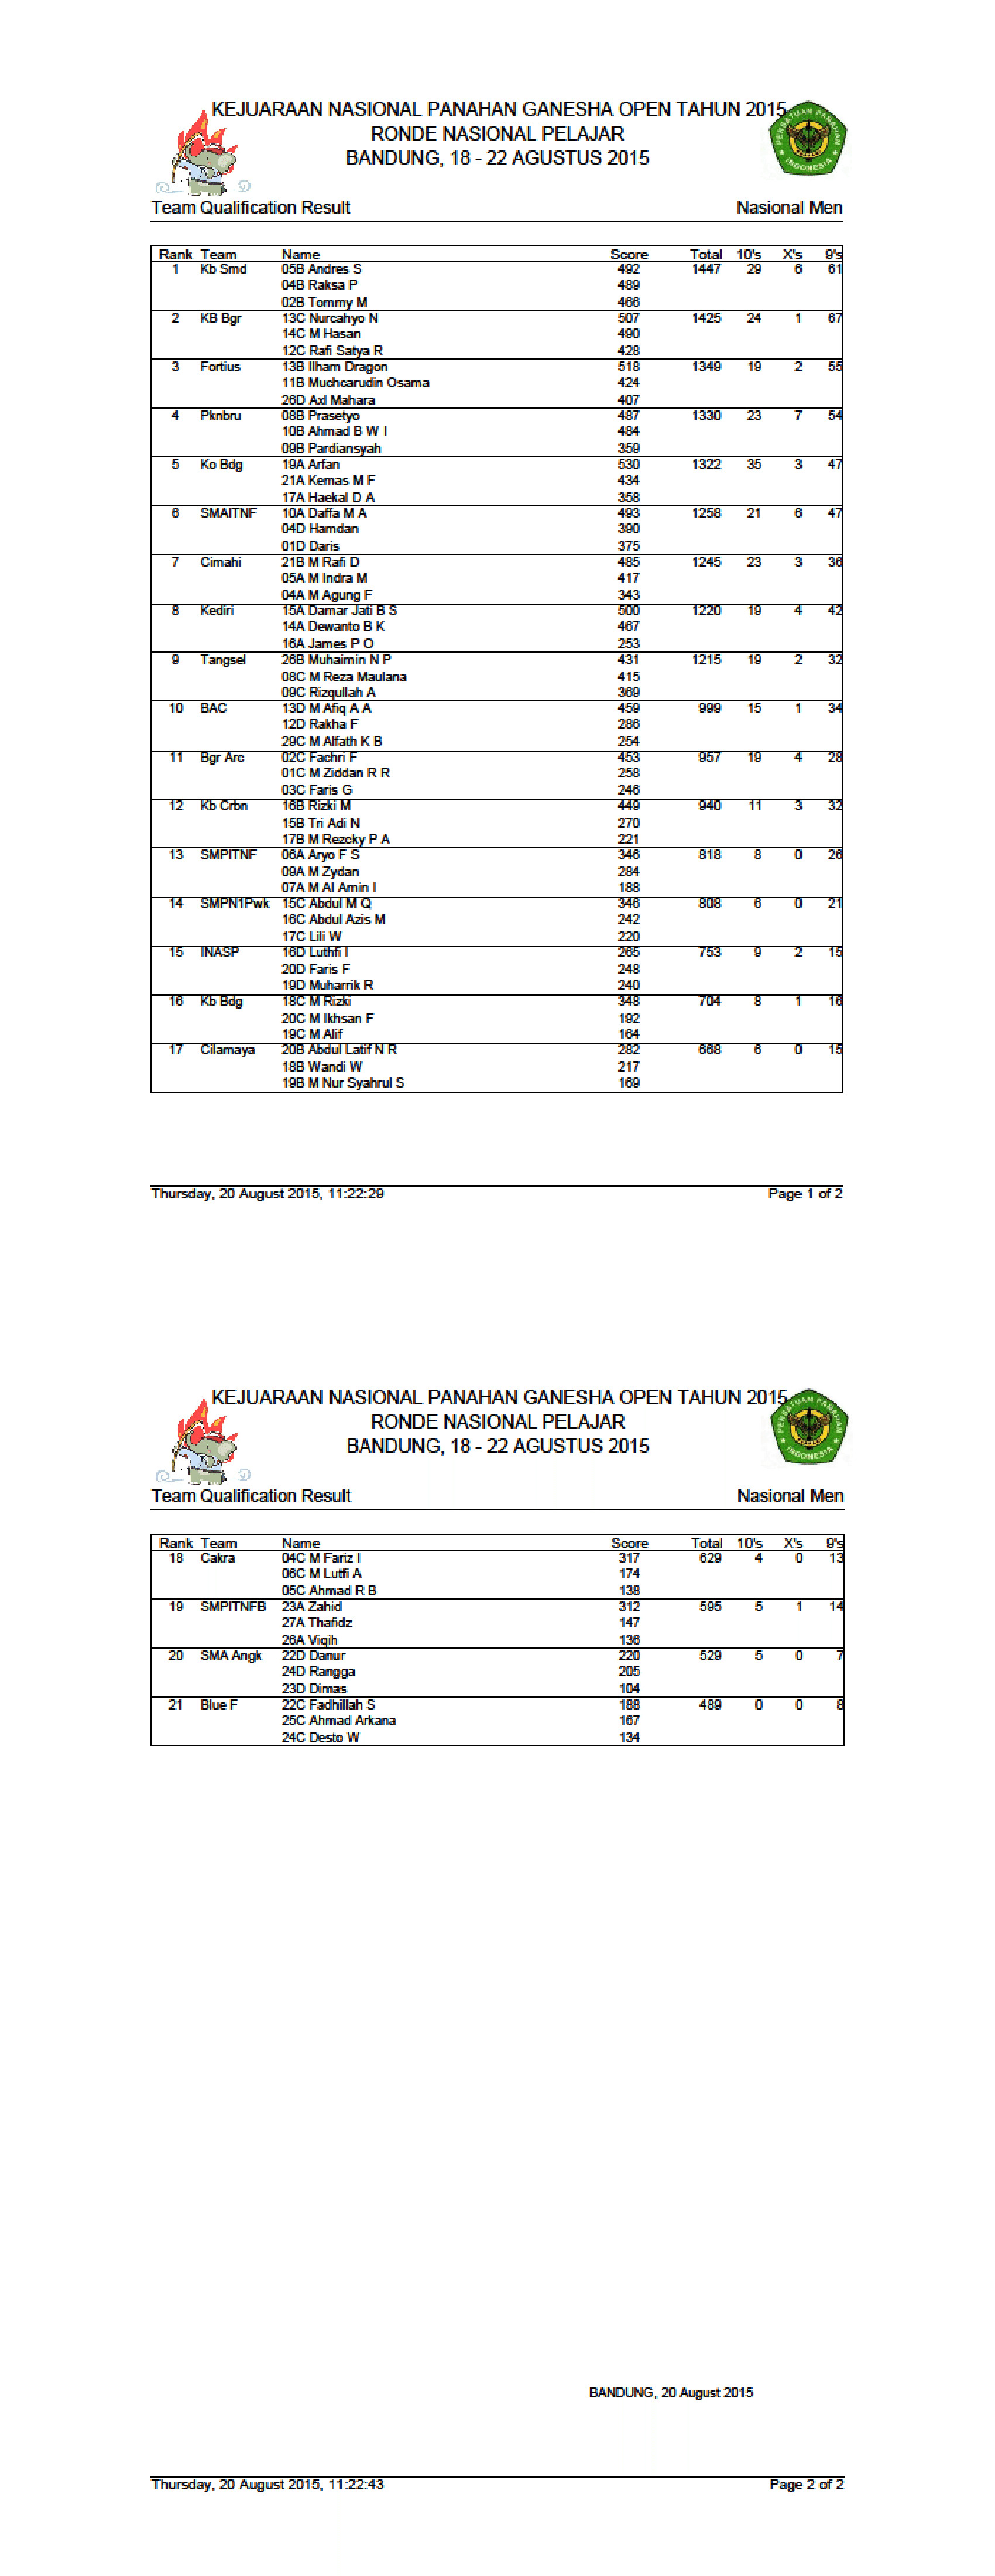 KEJUARAAN NASIONAL PANAHAN GANESHA OPEN TAHUN 2015
RONDE NASIONAL PELAJAR
BANDUNG, 18 - 22 AGUSTUS 2015
PERSATUAN PANAHAN INDONESIA
Team Qualification Result Nasional Men
Rank Team Name Score Total 10's X's 9's
1 Kb Smd 05B Andres S 492 1447 29 6 61
04B Raksa P 489
02B Tommy M 466
2 KB Bgr 13C Nurcahyo N 507 1425 24 1 67
14C M Hasan 490
12C Rafi Satya R 428
3 Fortius 13B Ilham Dragon 518 1349 19 2 55
11B Muchcarudin Osama 424
26D Axl Mahara 407
4 Pknbru 08B Prasetyo 487 1330 23 7 54
10B Ahmad B W I 484
09B Pardiansyah 359
5 Ko Bdg 19A Arfan 530 1322 35 3 47
21A Kemas M F 434
17A Haekal D A 358
6 SMAITNF 10A Daffa M A 493 1258 21 6 47
04D Hamdan 390
01D Daris 375
7 Cimahi 21B M Rafi D 485 1245 23 3 36
05A M Indra M 417
04A M Agung F 343
8 Kediri 15A Damar Jati B S 500 1220 19 4 42
14A Dewanto B K 467
16A James P O 253
9 Tangsel 26B Muhaimin N P 431 1215 19 2 32
08C M Reza Maulana 415
09C Rizqullah A 369
10 BAC 13D M Afiq A A 459 999 15 1 34
12D Rakha F 286
29C M Alfath K B 254
11 Bgr Arc 02C Fachri F 453 957 19 4 28
01C M Ziddan R R 258
03C Faris G 246
12 Kb Crbn 16B Rizki M 449 940 11 3 32
15B Tri Adi N 270
17B M Rezcky P A 221
13 SMPITNF 06A Aryo F S 346 818 8 0 26
09A M Zydan 284
07A M Al Amin I 188
14 SMPN1Pwk 15C Abdul M Q 346 808 6 0 21
16C Abdul Azis M 242
17C Lili W 220
15 INASP 16D Luthfi I 265 753 9 2 15
20D Faris F 248
19D Muharrik R 240
16 Kb Bdg 18C M Rizki 348 704 8 1 16
20C M Ikhsan F 192
19C M Alif 164
17 Cilamaya 20B Abdul Latif N R 282 668 6 0 15
18B Wandi W 217
19B M Nur Syahrul S 169
Thursday, 20 August 2015, 11:22:29 Page 1 of 2
KEJUARAAN NASIONAL PANAHAN GANESHA OPEN TAHUN 2015
RONDE NASIONAL PELAJAR
BANDUNG, 18 - 22 AGUSTUS 2015
PERSATUAN PANAHAN INDONESIA
Team Qualification Result Nasional Men
Rank Team Name Score Total 10's X's 9's
18 Cakra 04C M Fariz I 317 629 4 0 13
06C M Lutfi A 174
05C Ahmad R B 138
19 SMPITNFB 23A Zahid 312 595 5 1 14
27A Thafidz 147
26A Viqih 136
20 SMA Angk 22D Danur 220 529 5 0 7
24D Rangga 205
23D Dimas 104
21 Blue F 22C Fadhillah S 188 489 0 0 8
25C Ahmad Arkana 167
24C Desto W 134
BANDUNG, 20 August 2015
Thursday, 20 August 2015, 11:22:43 Page 2 of 2